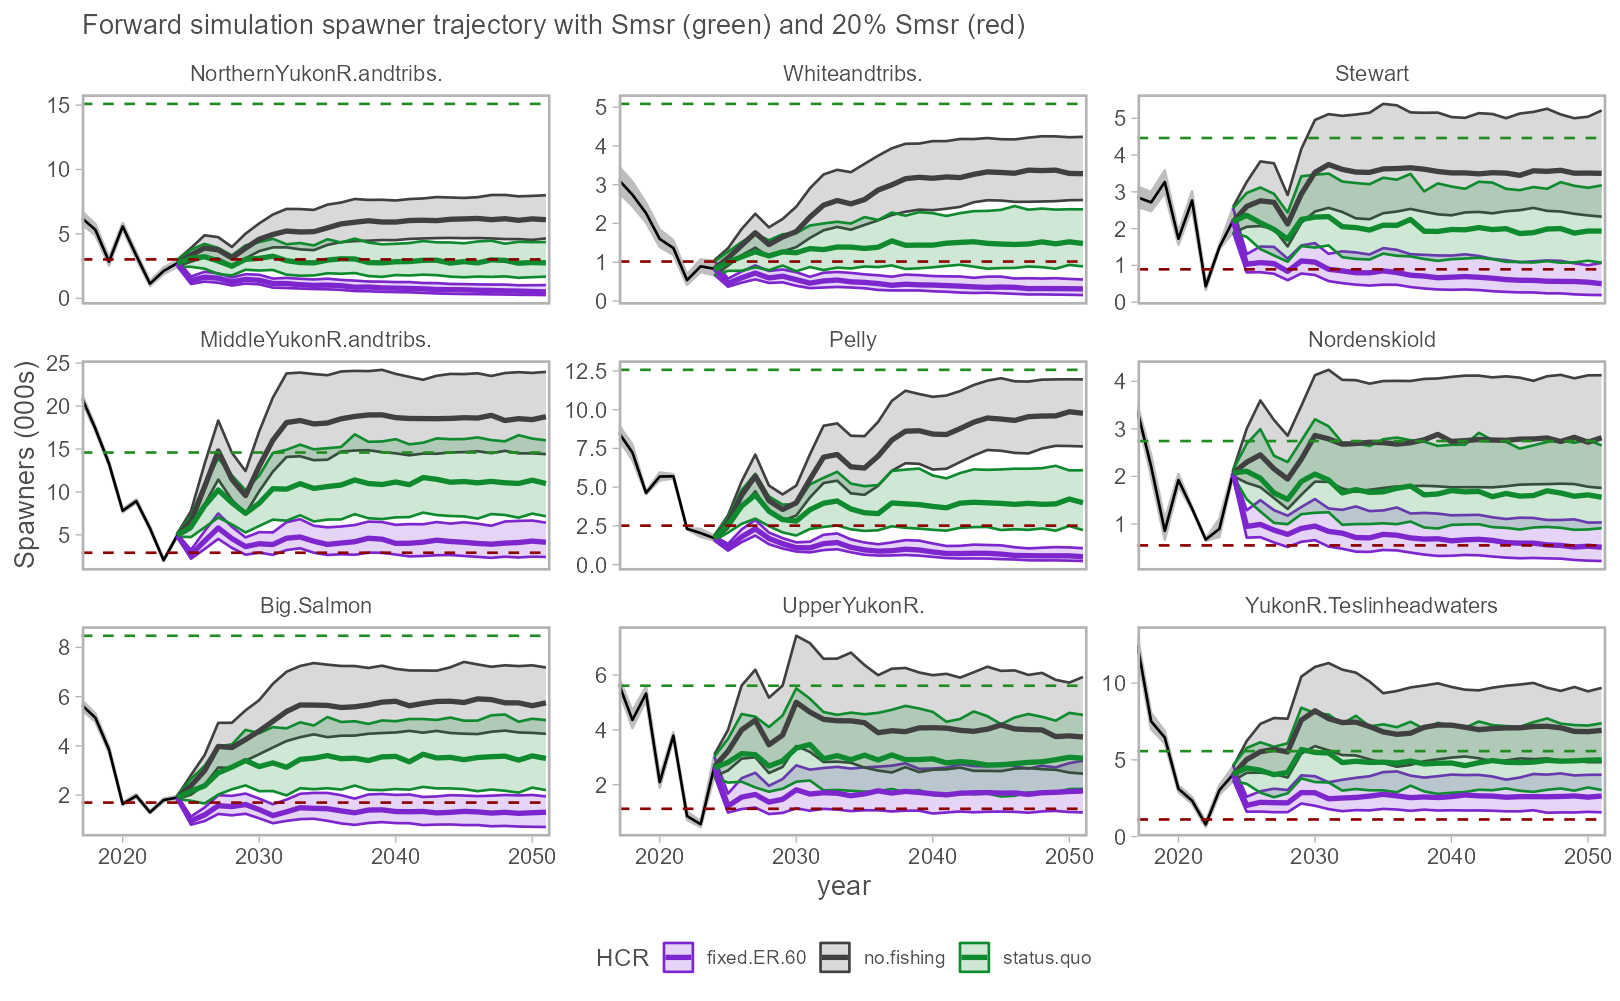 Forward simulation spawner trajectory with Smsr (green) and 20% Smsr (red)
NorthernYukonR.andtribs.
Whiteandtribs.
Stewart
15
10
5
0
5
4
3
2
1
0
5
4
3
2
1
0
MiddleYukonR.andtribs.
Pelly
Nordenskiold
25
20
15
10
5
12.5
10.0
7.5
5.0
2.5
0.0
4
3
2
1
Spawners (000s)
Big.Salmon
UpperYukonR.
YukonR.Teslinheadwaters
8
6
4
2
6
4
2
10
5
0
2020 2030 2040 2050
2020 2030 2040 2050
2020 2030 2040 2050
year
HCR fixed.ER.60 no.fishing status.quo